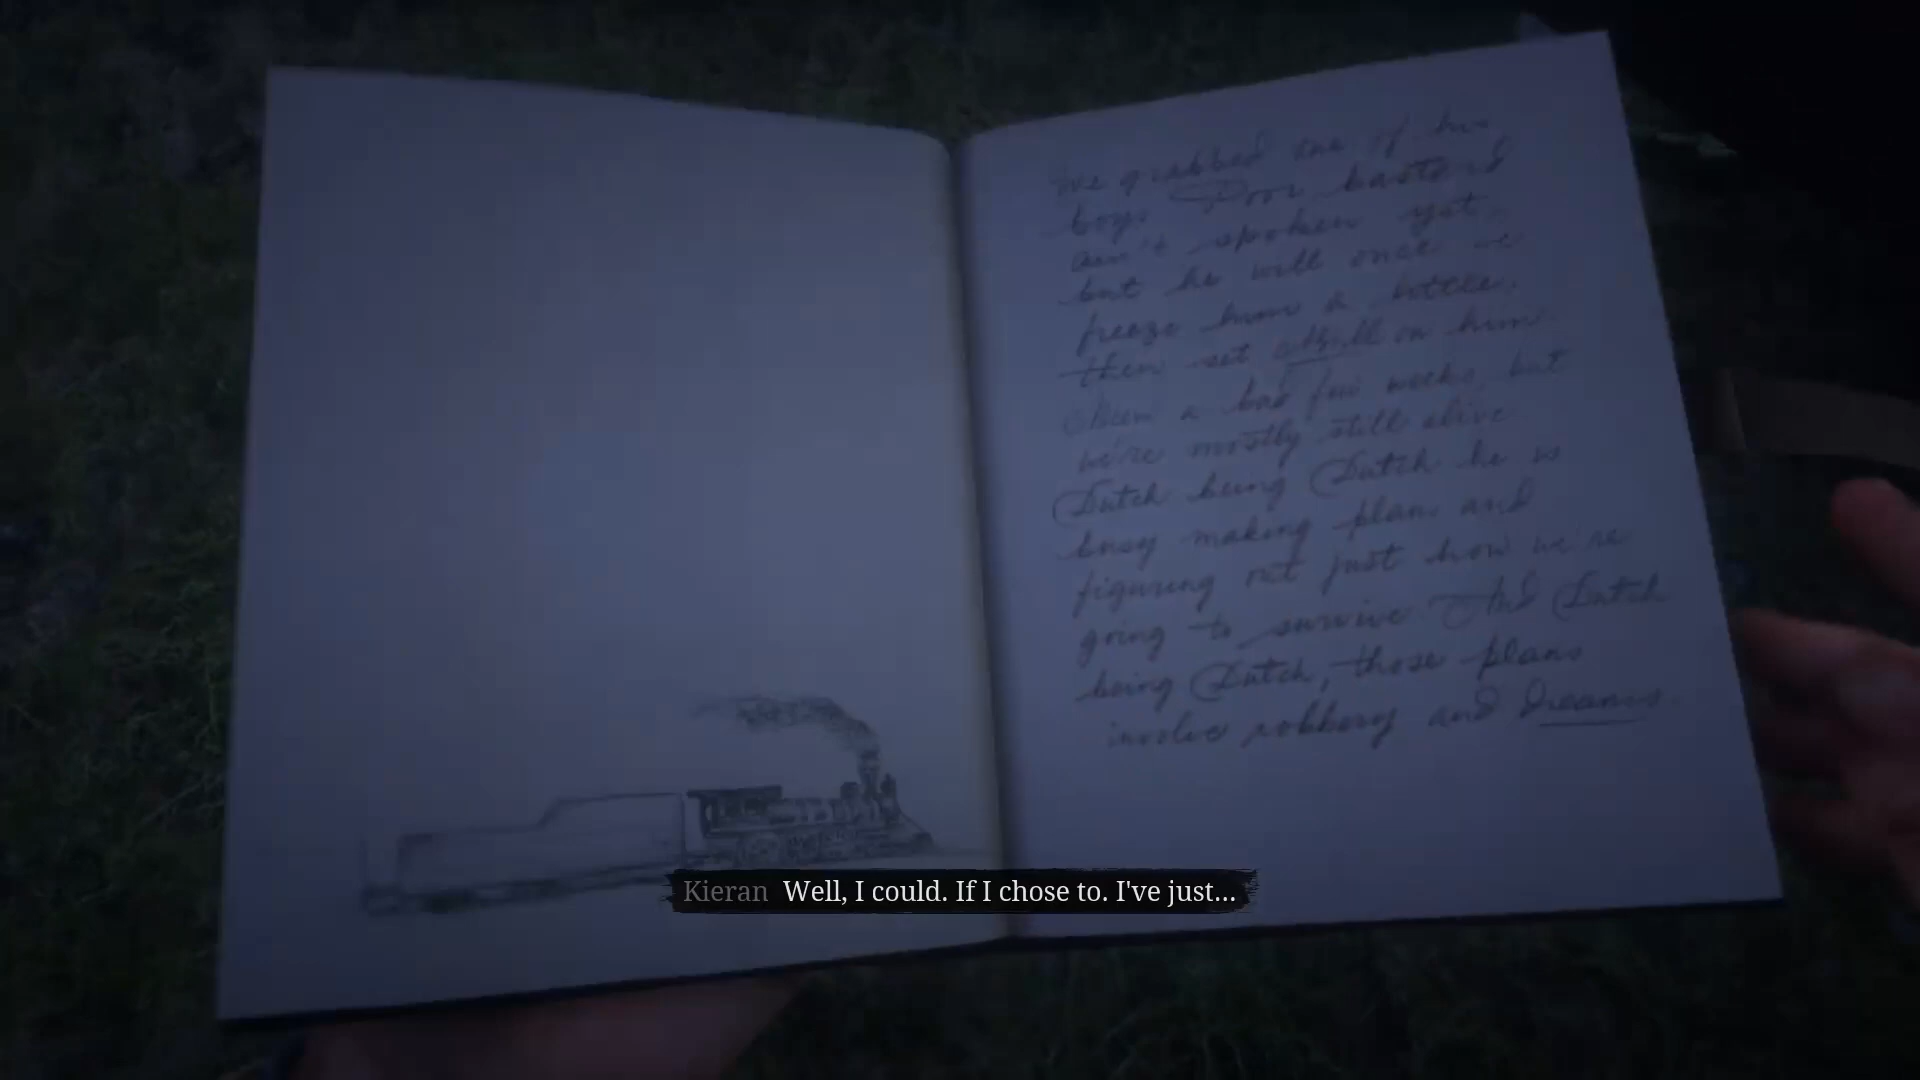 We grabbed one of his
boys. Poor bastard
ain't spoken yet.
but he will once we
freeze him a little,
then set Bill on him.
Been a bad few weeks, but
we're mostly still alive
Dutch being Dutch he is
busy making plans and
figuring out just how we're
going to survive. And Dutch
being Dutch, those plans
involve robbery and dreams.
Kieran Well, I could. If I chose to. I've just...